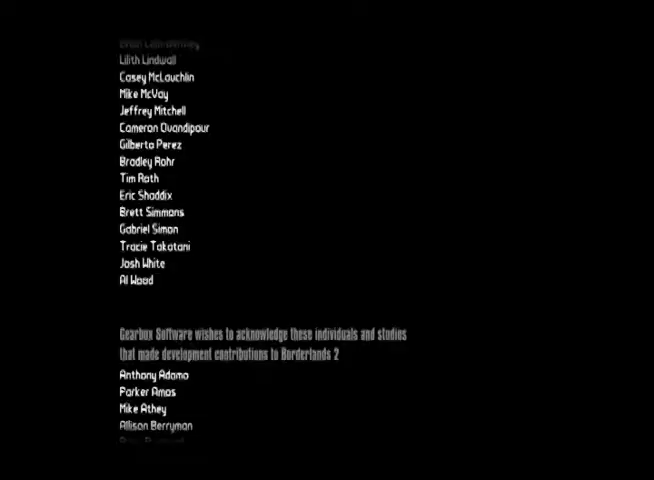 Lilith Lindwall
Casey McLauchlin
Mike McVay
Jeffrey Mitchell
Cameron Ovandipour
Gilberto Perez
Bradley Rohr
Tim Rath
Eric Shaddix
Brett Simmans
Gabriel Simon
Tracie Takatani
Josh White
Al Wood
Gearbox Software wishes to acknowledge these individuals and studios
that made development contributions to Borderlands 2
Anthony Adamo
Parker Amos
Mike Athey
Allison Berryman